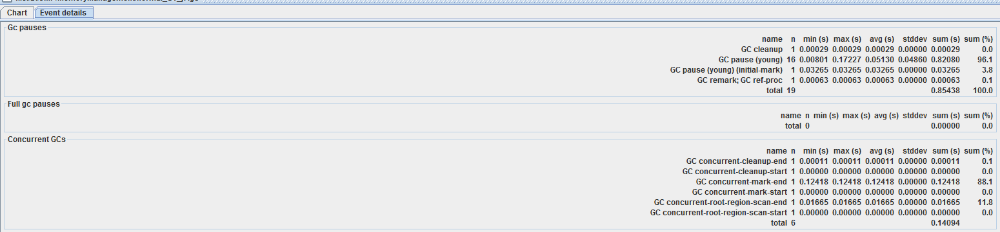 Chart Event details
Gc pauses
name n min (s) max (s) avg (s) stddev sum (s) sum (%)
GC cleanup 1 0.00029 0.00029 0.00029 0.00000 0.00029 0.0
GC pause (young) 16 0.00801 0.17227 0.05130 0.04860 0.82080 96.1
GC pause (young) (initial-mark) 1 0.03265 0.03265 0.03265 0.00000 0.03265 3.8
GC remark; GC ref-proc 1 0.00063 0.00063 0.00063 0.00000 0.00063 0.1
total 19 0.85438 100.0
Full gc pauses
name n min (s) max (s) avg (s) stddev sum (s) sum (%)
total 0 0.00000 0.0
Concurrent GCs
name n min (s) max (s) avg (s) stddev sum (s) sum (%)
GC concurrent-cleanup-end 1 0.00011 0.00011 0.00011 0.00000 0.00011 0.1
GC concurrent-cleanup-start 1 0.00000 0.00000 0.00000 0.00000 0.00000 0.0
GC concurrent-mark-end 1 0.12418 0.12418 0.12418 0.00000 0.12418 88.1
GC concurrent-mark-start 1 0.00000 0.00000 0.00000 0.00000 0.00000 0.0
GC concurrent-root-region-scan-end 1 0.01665 0.01665 0.01665 0.00000 0.01665 11.8
GC concurrent-root-region-scan-start 1 0.00000 0.00000 0.00000 0.00000 0.00000 0.0
total 6 0.14094